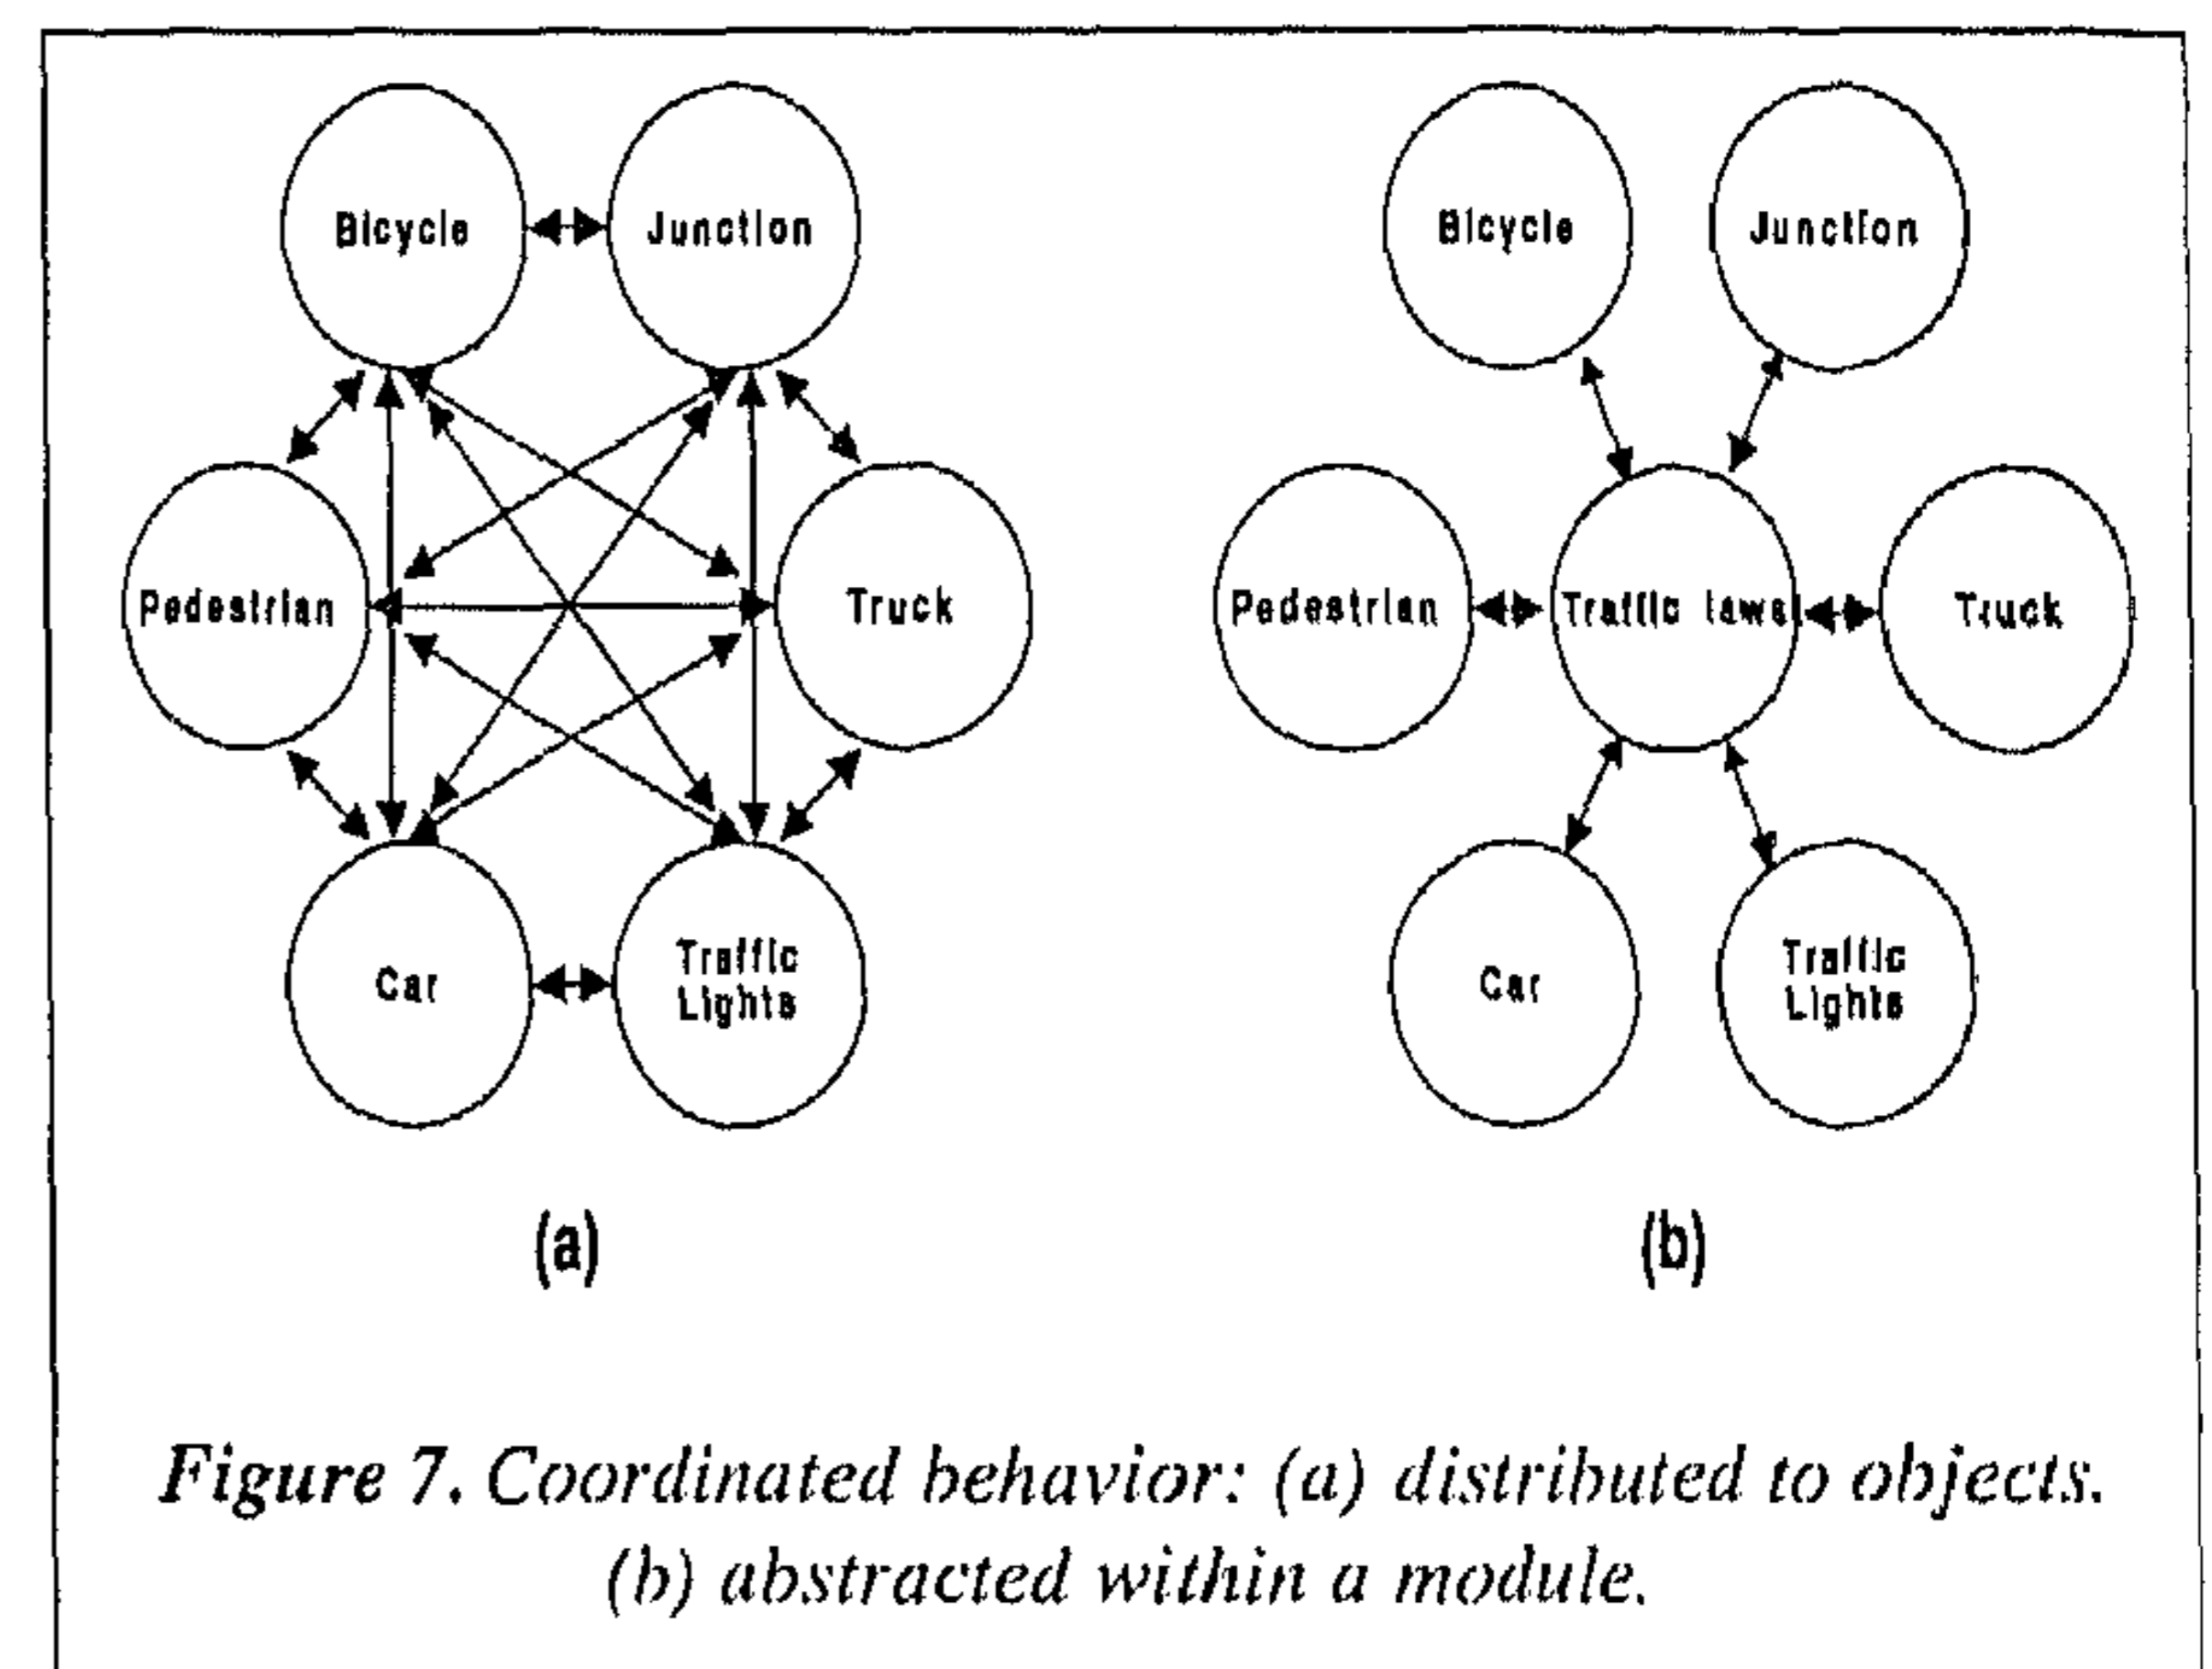 Bicycle Junction
Pedestrian Truck
Car Traffic
Lights
(a)
Bicycle Junction
Pedestrian Traffic laws Truck
Car Traffic
Lights
(b)
Figure 7. Coordinated behavior: (a) distributed to objects.
(b) abstracted within a module.